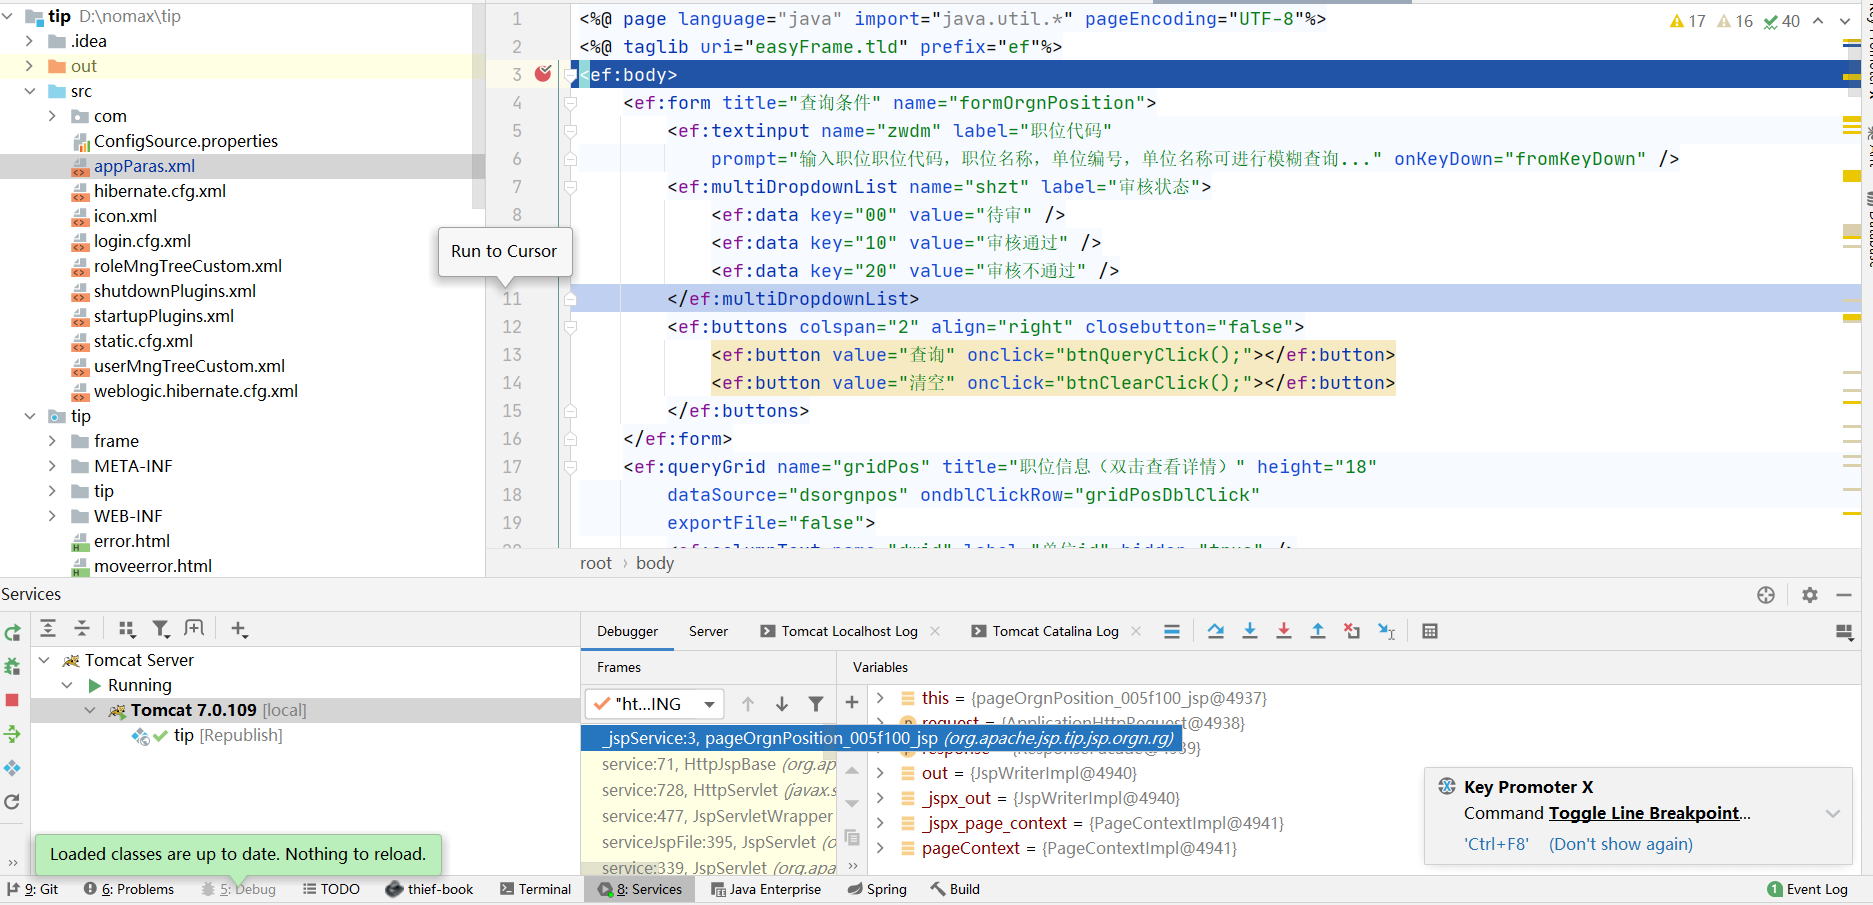 tip D:\nomax\tip
.idea
out
src
com
ConfigSource.properties
appParas.xml
hibernate.cfg.xml
icon.xml
login.cfg.xml
roleMngTreeCustom.xml
shutdownPlugins.xml
startupPlugins.xml
static.cfg.xml
userMngTreeCustom.xml
weblogic.hibernate.cfg.xml
tip
frame
META-INF
tip
WEB-INF
error.html
moveerror.html
Run to Cursor
17 16 40
1 <%@ page language="java" import="java.util.*" pageEncoding="UTF-8"%>
2 <%@ taglib uri="easyFrame.tld" prefix="ef"%>
3 <ef:body>
4 <ef:form title="查询条件" name="formOrgnPosition">
5 <ef:textinput name="zwdm" label="职位代码"
6 prompt="输入职位职位代码，职位名称，单位编号，单位名称可进行模糊查询..." onKeyDown="fromKeyDown" />
7 <ef:multiDropdownList name="shzt" label="审核状态">
8 <ef:data key="00" value="待审" />
<ef:data key="10" value="审核通过" />
<ef:data key="20" value="审核不通过" />
11 </ef:multiDropdownList>
12 <ef:buttons colspan="2" align="right" closebutton="false">
13 <ef:button value="查询" onclick="btnQueryClick();"></ef:button>
14 <ef:button value="清空" onclick="btnClearClick();"></ef:button>
15 </ef:buttons>
16 </ef:form>
17 <ef:queryGrid name="gridPos" title="职位信息（双击查看详情）" height="18"
18 dataSource="dsorgnpos" ondblClickRow="gridPosDblClick"
19 exportFile="false">
root › body
Services
Tomcat Server
Running
Tomcat 7.0.109 [local]
tip [Republish]
Loaded classes are up to date. Nothing to reload.
Debugger Server Tomcat Localhost Log Tomcat Catalina Log
Frames Variables
"ht...ING
_jspService:3, pageOrgnPosition_005f100_jsp (org.apache.jsp.tip.jsp.orgn.rg)
service:71, HttpJspBase (org.ap
service:728, HttpServlet (javax.s
service:477, JspServletWrapper
serviceJspFile:395, JspServlet (o
service:339, JspServlet (org.apa
this = {pageOrgnPosition_005f100_jsp@4937}
request = {ApplicationHttpRequest@4938}
out = {JspWriterImpl@4940}
_jspx_out = {JspWriterImpl@4940}
_jspx_page_context = {PageContextImpl@4941}
pageContext = {PageContextImpl@4941}
Key Promoter X
Command Toggle Line Breakpoint...
'Ctrl+F8' (Don't show again)
9: Git 6: Problems 5: Debug TODO thief-book Terminal 8: Services Java Enterprise Spring Build 1 Event Log